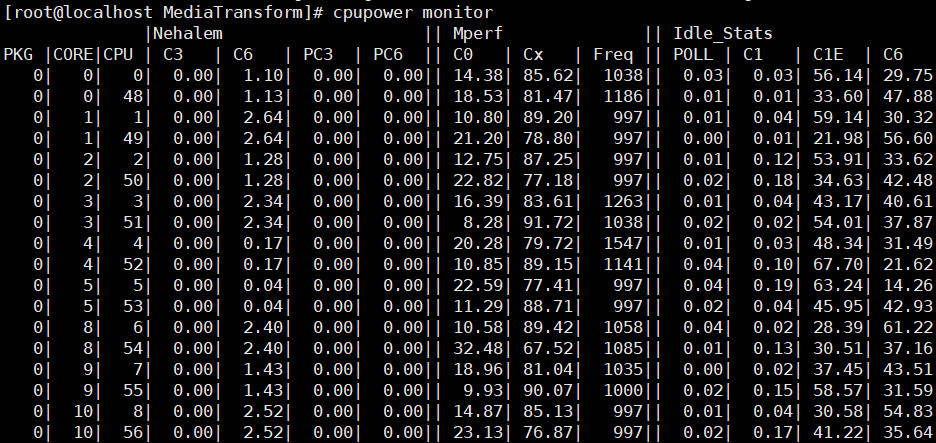 [root@localhost MediaTransform]# cpupower monitor
              |Nehalem                    || Mperf              || Idle_Stats
PKG |CORE|CPU | C3   | C6   | PC3  | PC6  || C0   | Cx   | Freq || POLL | C1   | C1E  | C6
   0|   0|   0|  0.00|  1.10|  0.00|  0.00|| 14.38| 85.62|  1038||  0.03|  0.03| 56.14| 29.75
   0|   0|  48|  0.00|  1.13|  0.00|  0.00|| 18.53| 81.47|  1186||  0.01|  0.01| 33.60| 47.88
   0|   1|   1|  0.00|  2.64|  0.00|  0.00|| 10.80| 89.20|   997||  0.01|  0.04| 59.14| 30.32
   0|   1|  49|  0.00|  2.64|  0.00|  0.00|| 21.20| 78.80|   997||  0.00|  0.01| 21.98| 56.60
   0|   2|   2|  0.00|  1.28|  0.00|  0.00|| 12.75| 87.25|   997||  0.01|  0.12| 53.91| 33.62
   0|   2|  50|  0.00|  1.28|  0.00|  0.00|| 22.82| 77.18|   997||  0.02|  0.18| 34.63| 42.48
   0|   3|   3|  0.00|  2.34|  0.00|  0.00|| 16.39| 83.61|  1263||  0.01|  0.04| 43.17| 40.61
   0|   3|  51|  0.00|  2.34|  0.00|  0.00||  8.28| 91.72|  1038||  0.02|  0.02| 54.01| 37.87
   0|   4|   4|  0.00|  0.17|  0.00|  0.00|| 20.28| 79.72|  1547||  0.01|  0.03| 48.34| 31.49
   0|   4|  52|  0.00|  0.17|  0.00|  0.00|| 10.85| 89.15|  1141||  0.04|  0.10| 67.70| 21.62
   0|   5|   5|  0.00|  0.04|  0.00|  0.00|| 22.59| 77.41|   997||  0.04|  0.19| 63.24| 14.26
   0|   5|  53|  0.00|  0.04|  0.00|  0.00|| 11.29| 88.71|   997||  0.02|  0.04| 45.95| 42.93
   0|   8|   6|  0.00|  2.40|  0.00|  0.00|| 10.58| 89.42|  1058||  0.04|  0.02| 28.39| 61.22
   0|   8|  54|  0.00|  2.40|  0.00|  0.00|| 32.48| 67.52|  1085||  0.01|  0.13| 30.51| 37.16
   0|   9|   7|  0.00|  1.43|  0.00|  0.00|| 18.96| 81.04|  1035||  0.00|  0.02| 37.45| 43.51
   0|   9|  55|  0.00|  1.43|  0.00|  0.00||  9.93| 90.07|  1000||  0.02|  0.15| 58.57| 31.59
   0|  10|   8|  0.00|  2.52|  0.00|  0.00|| 14.87| 85.13|   997||  0.01|  0.04| 30.58| 54.83
   0|  10|  56|  0.00|  2.52|  0.00|  0.00|| 23.13| 76.87|   997||  0.02|  0.17| 41.22| 35.64